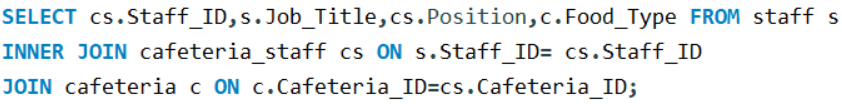 SELECT cs.Staff_ID,s.Job_Title,cs.Position,c.Food_Type FROM staff s
INNER JOIN cafeteria_staff cs ON s.Staff_ID= cs.Staff_ID
JOIN cafeteria c ON c.Cafeteria_ID=cs.Cafeteria_ID;